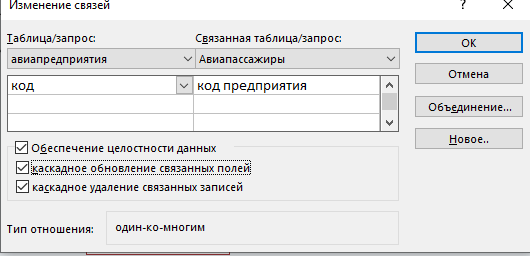 Изменение связей
? ×
Таблица/запрос: Связанная таблица/запрос:
авиапредприятия Авиапассажиры
код код предприятия
Обеспечение целостности данных
каскадное обновление связанных полей
каскадное удаление связанных записей
Тип отношения: один-ко-многим
ОК
Отмена
Объединение...
Новое..